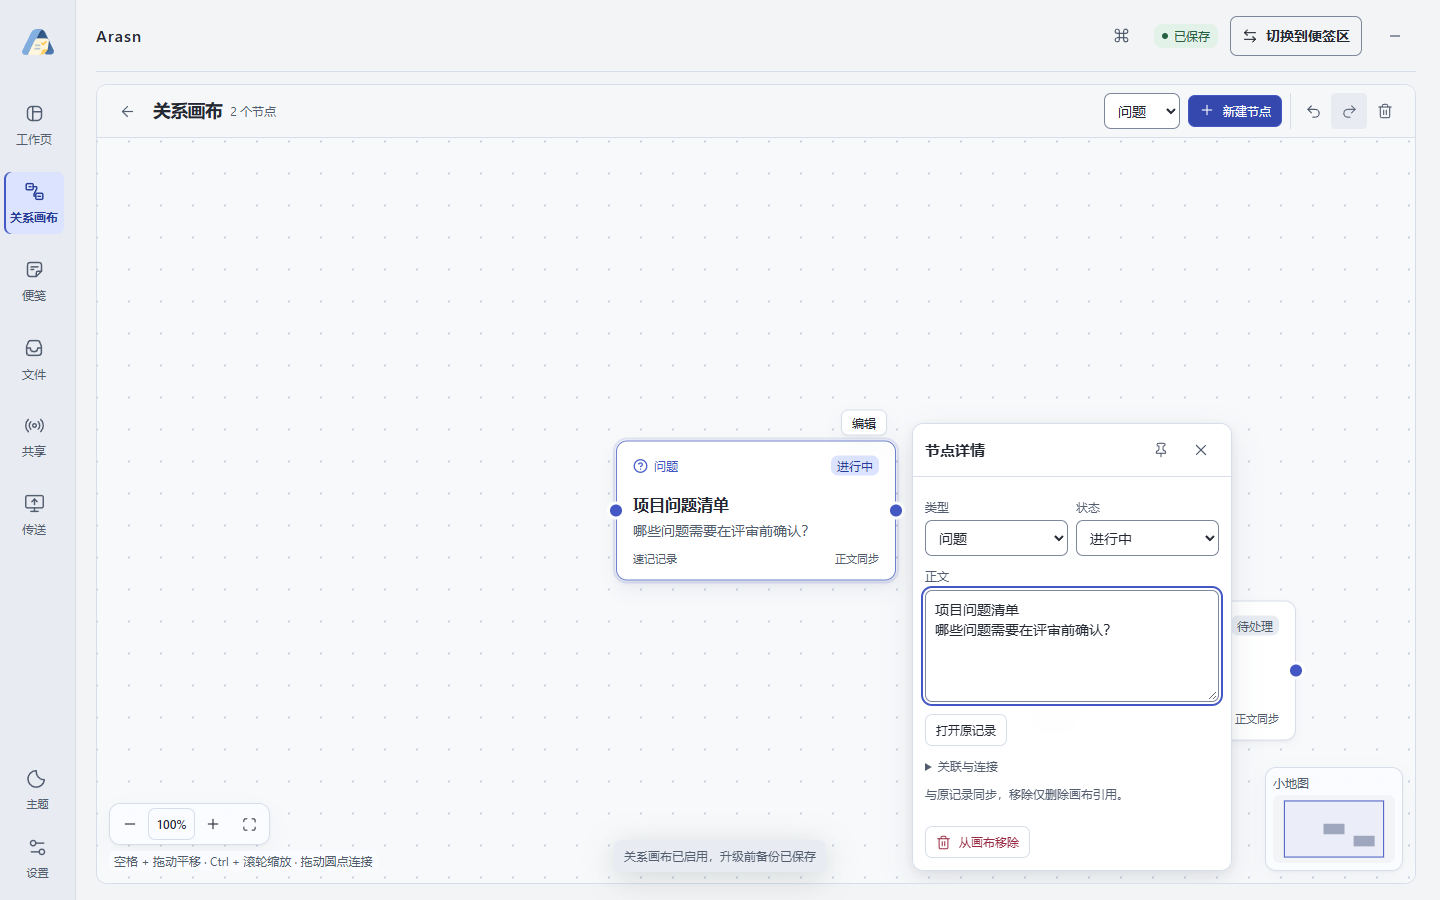 Arasn
已保存
切换到便签区
工作页
关系画布
便笺
文件
共享
传送
主题
设置
关系画布 2 个节点
问题
新建节点
编辑
问题
进行中
项目问题清单
哪些问题需要在评审前确认？
速记记录
正文同步
节点详情
类型
状态
问题
进行中
正文
项目问题清单
哪些问题需要在评审前确认？
打开原记录
关联与连接
与原记录同步，移除仅删除画布引用。
从画布移除
待处理
正文同步
小地图
100%
空格 + 拖动平移 · Ctrl + 滚轮缩放 · 拖动圆点连接
关系画布已启用，升级前备份已保存